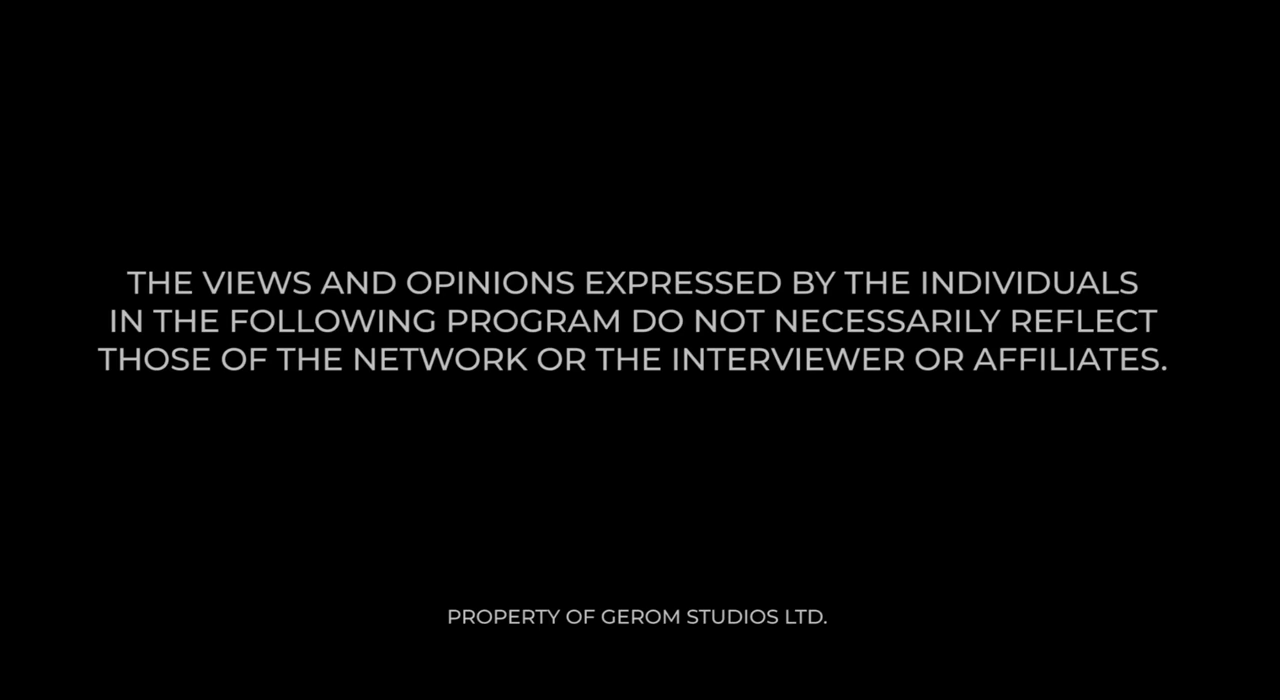 THE VIEWS AND OPINIONS EXPRESSED BY THE INDIVIDUALS
IN THE FOLLOWING PROGRAM DO NOT NECESSARILY REFLECT
THOSE OF THE NETWORK OR THE INTERVIEWER OR AFFILIATES.
PROPERTY OF GEROM STUDIOS LTD.